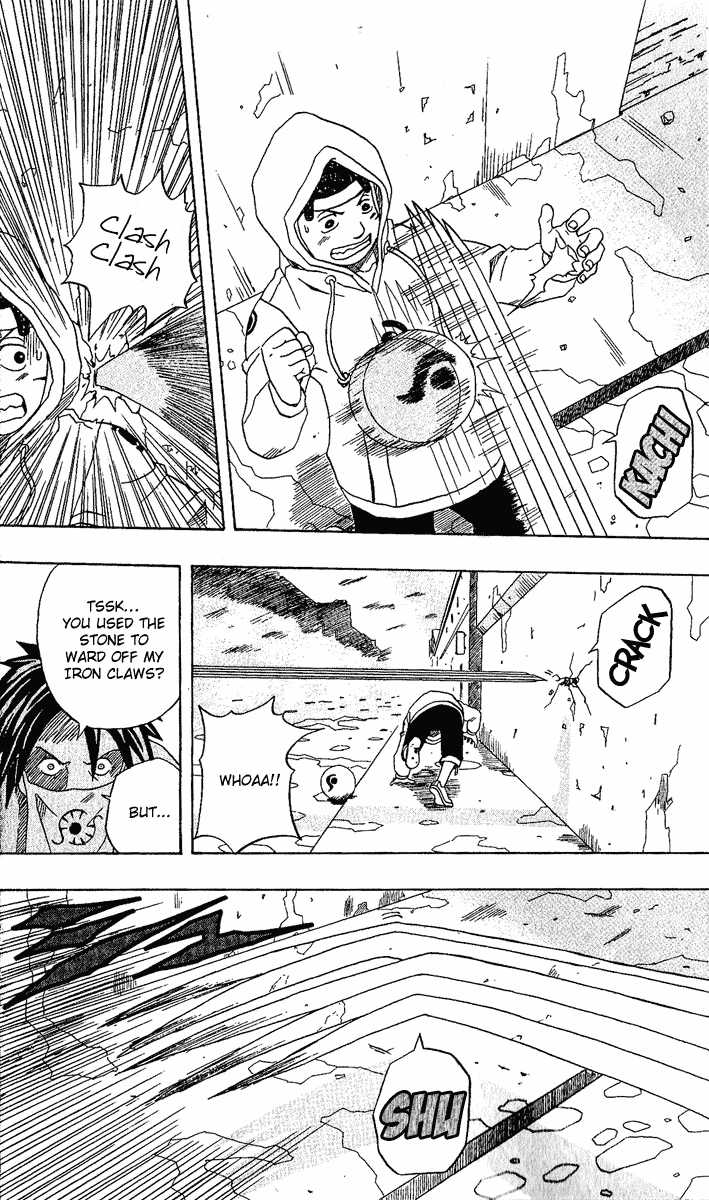 KACHI
Clash
Clash
CRACK
WHOAA!!
TSSK...
YOU USED THE
STONE TO
WARD OFF MY
IRON CLAWS?
BUT...
SHU